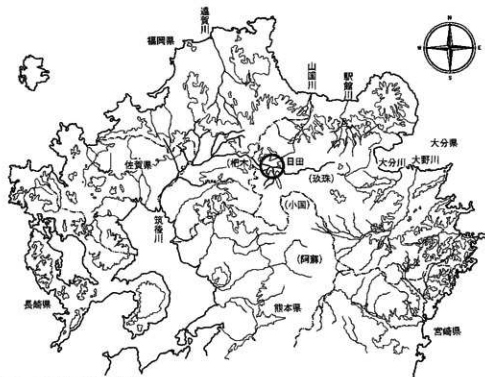 遠賀川
福岡県
山国川
駅館川
N
W
E
S
大分県
佐賀県
(杷木)
日田
(玖珠)
大分川
大野川
(小国)
筑後川
(阿蘇)
長崎県
熊本県
宮崎県